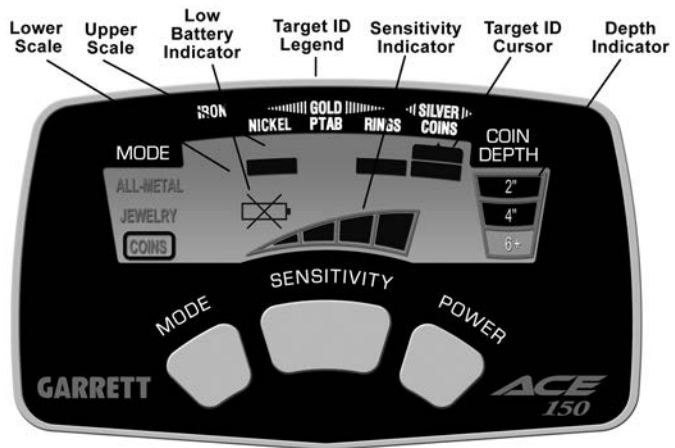 Lower
Scale
Upper
Scale
Low
Battery
Indicator
Target ID
Legend
Sensitivity
Indicator
Target ID
Cursor
Depth
Indicator
IRON
GOLD
SILVER
NICKEL
PTAB
RINGS
COINS
MODE
ALL-METAL
JEWELRY
COINS
COIN
DEPTH
2"
4"
6+
SENSITIVITY
MODE
POWER
GARRETT
ACE
150